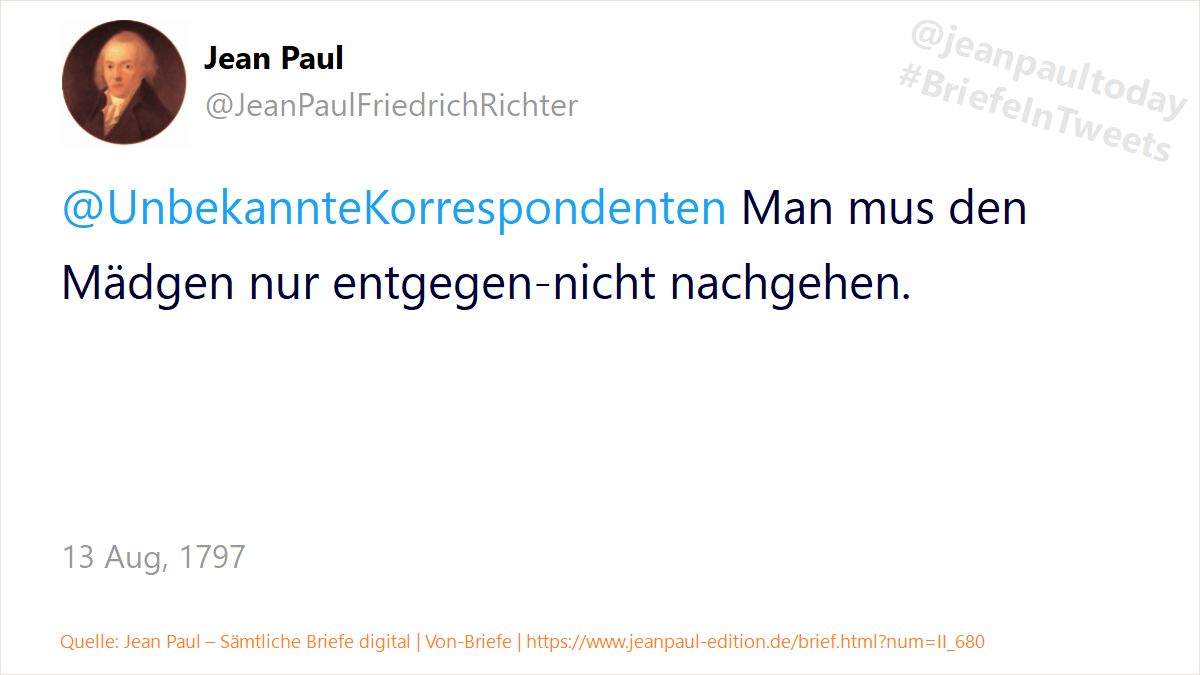 Jean Paul
@JeanPaulFriedrichRichter
@jeanpaultoday
#BriefeInTweets
@UnbekannteKorrespondenten Man mus den
Mädgen nur entgegen-nicht nachgehen.
13 Aug, 1797
Quelle: Jean Paul – Sämtliche Briefe digital | Von-Briefe | https://www.jeanpaul-edition.de/brief.html?num=II_680